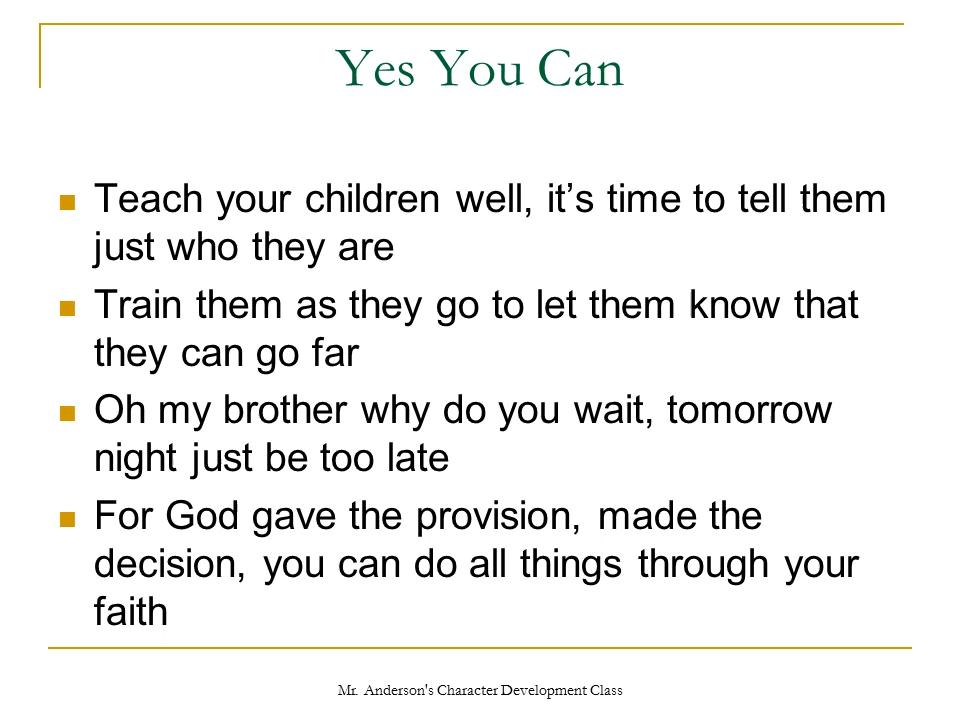 Yes You Can
Teach your children well, it’s time to tell them
just who they are
Train them as they go to let them know that
they can go far
Oh my brother why do you wait, tomorrow
night just be too late
For God gave the provision, made the
decision, you can do all things through your
faith
Mr. Anderson's Character Development Class